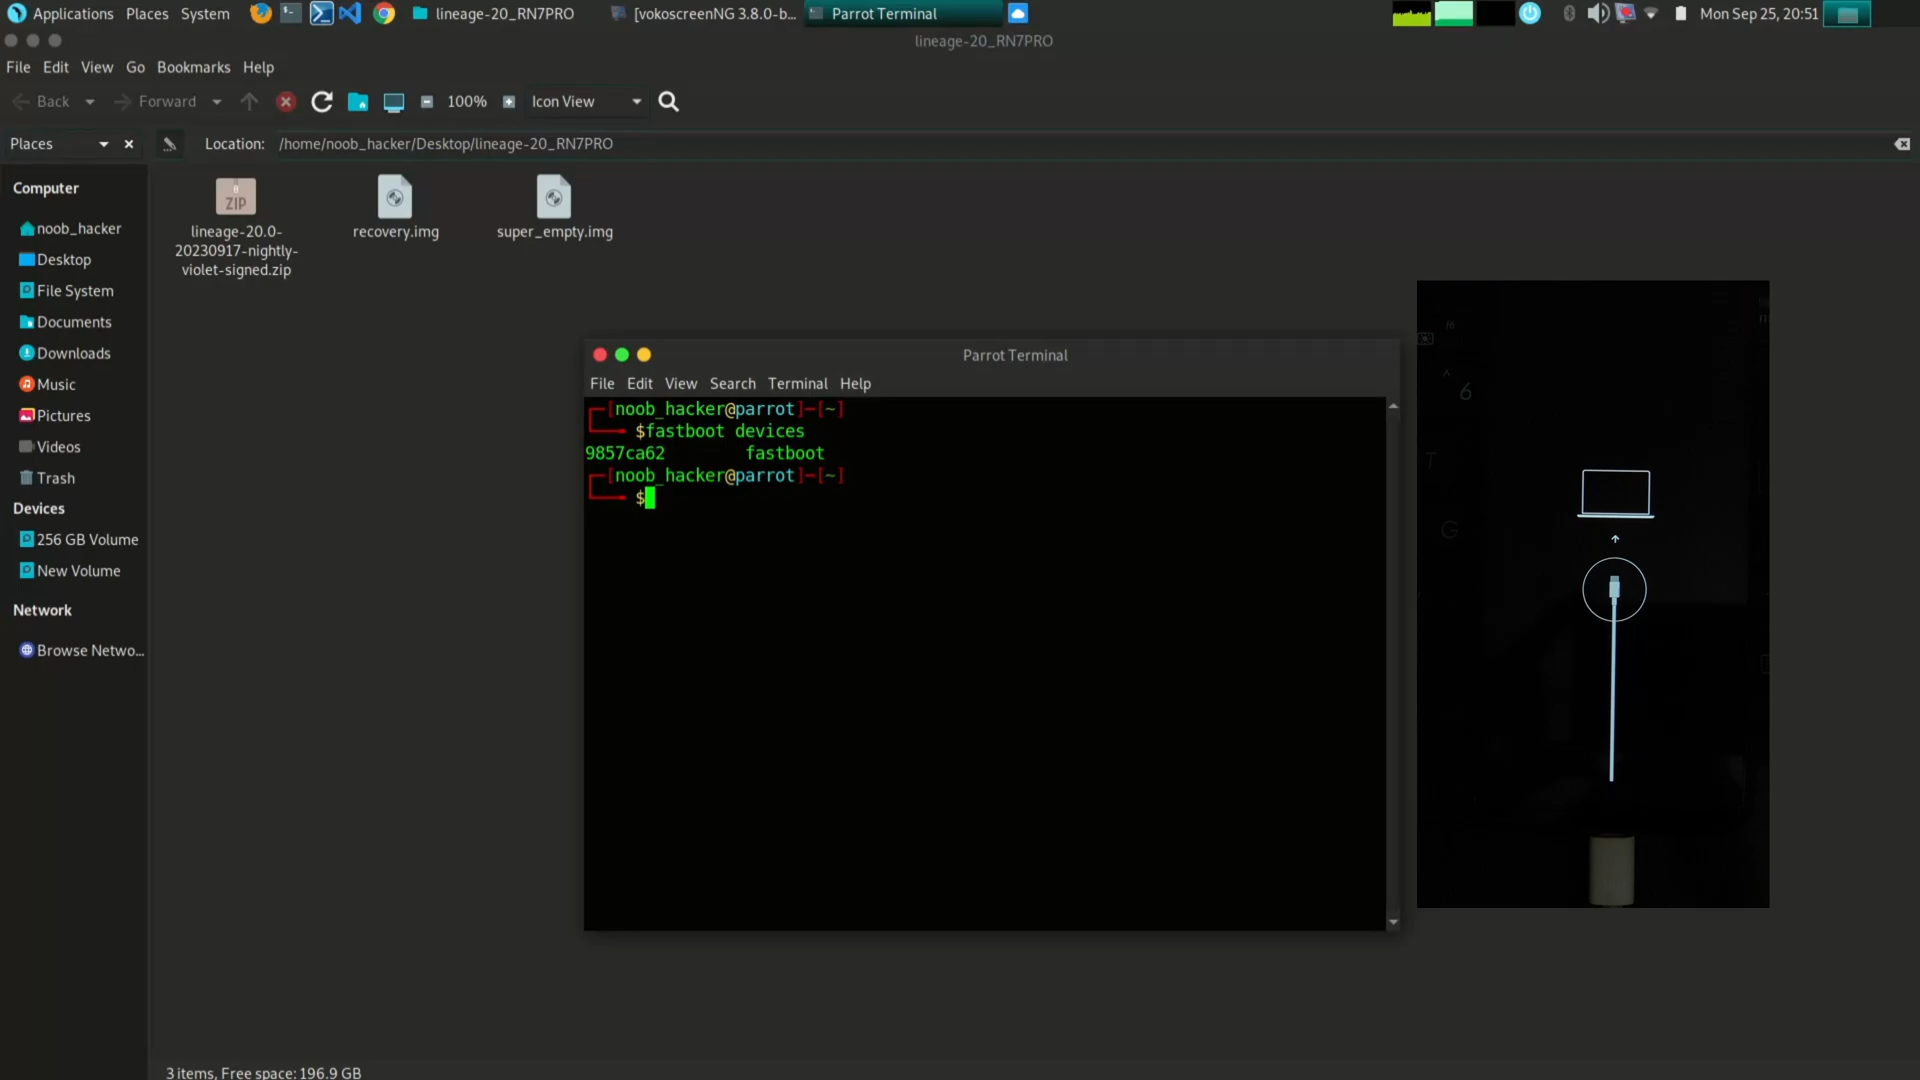 Applications Places System lineage-20_RN7PRO [vokoscreenNG 3.8.0-b... Parrot Terminal Mon Sep 25, 20:51
lineage-20_RN7PRO
File Edit View Go Bookmarks Help
Back Forward 100% Icon View
Places Location: /home/noob_hacker/Desktop/lineage-20_RN7PRO
Computer
noob_hacker
Desktop
File System
Documents
Downloads
Music
Pictures
Videos
Trash
Devices
256 GB Volume
New Volume
Network
Browse Netwo...
ZIP
lineage-20.0-
20230917-nightly-
violet-signed.zip
recovery.img
super_empty.img
Parrot Terminal
File Edit View Search Terminal Help
[noob_hacker@parrot]-[~]
$fastboot devices
9857ca62 fastboot
[noob_hacker@parrot]-[~]
$
f6
^
6
T
G
3 items, Free space: 196.9 GB